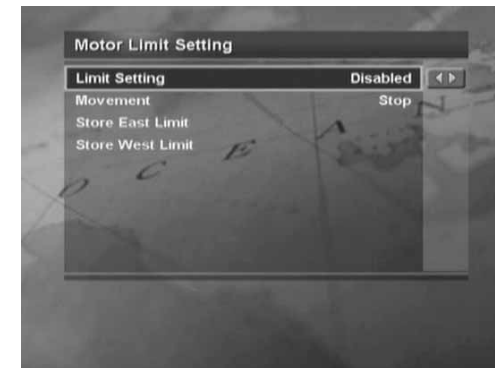 Motor Limit Setting
Limit Setting Disabled
Movement Stop
Store East Limit
Store West Limit
O C E A N